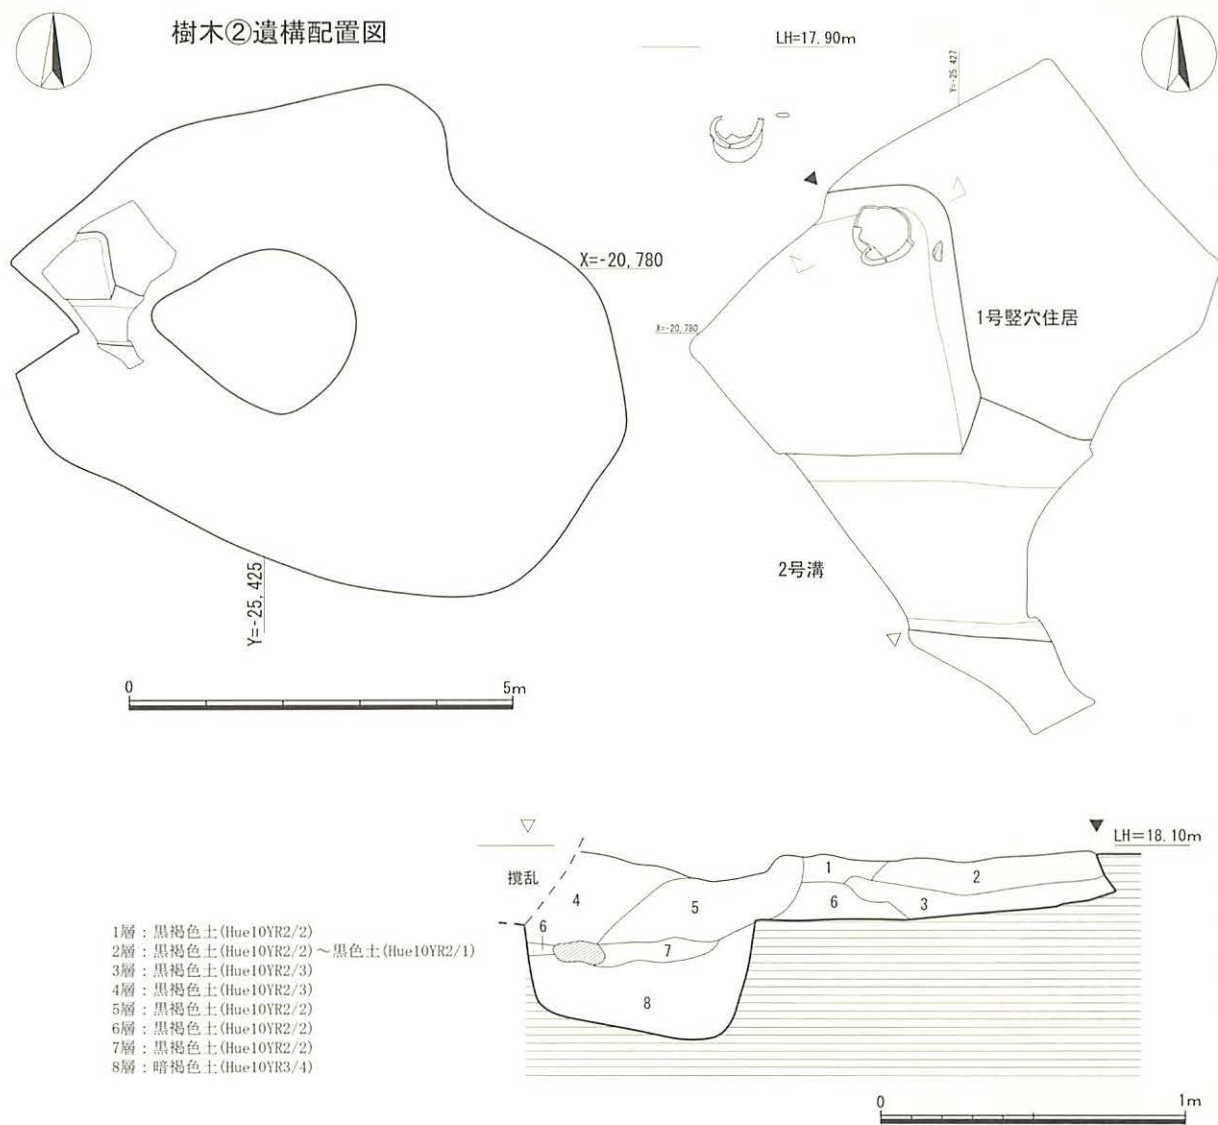 樹木②遺構配置図
X=-20, 780
Y=-25, 425
0 5m
LH=17. 90m
Y=-25.427
X=-20, 780
1号竪穴住居
2号溝
LH=18. 10m
撹乱
1
2
3
4
5
6
6
7
8
1層:黒褐色土(Hue10YR2/2)
2層:黒褐色土(Hue10YR2/2)～黒色土(Hue10YR2/1)
3層:黒褐色土(Hue10YR2/3)
4層:黒褐色土(Hue10YR2/3)
5層:黒褐色土(Hue10YR2/2)
6層:黒褐色土(Hue10YR2/2)
7層:黒褐色土(Hue10YR2/2)
8層:暗褐色土(Hue10YR3/4)
0 1m